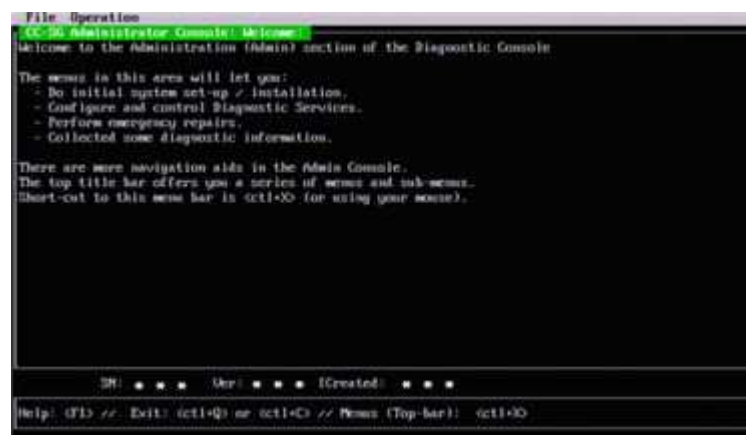 File Operation
CC-SG Administrator Console: Welcome:
Welcome to the Administration (Admin) section of the Diagnostic Console
The menus in this area will let you:
- Do initial system set-up / installation.
- Configure and control Diagnostic Services.
- Perform emergency repairs.
- Collected some diagnostic information.
There are more navigation aids in the Admin Console.
The top title bar offers you a series of menus and sub-menus.
Short-cut to this menu bar is <ctl+X> (or using your mouse).
SN: * * * Ver: * * * [Created: * * *
Help: <F1> // Exit: <ctl+Q> or <ctl+C> // Menus (Top-bar): <ctl+X>